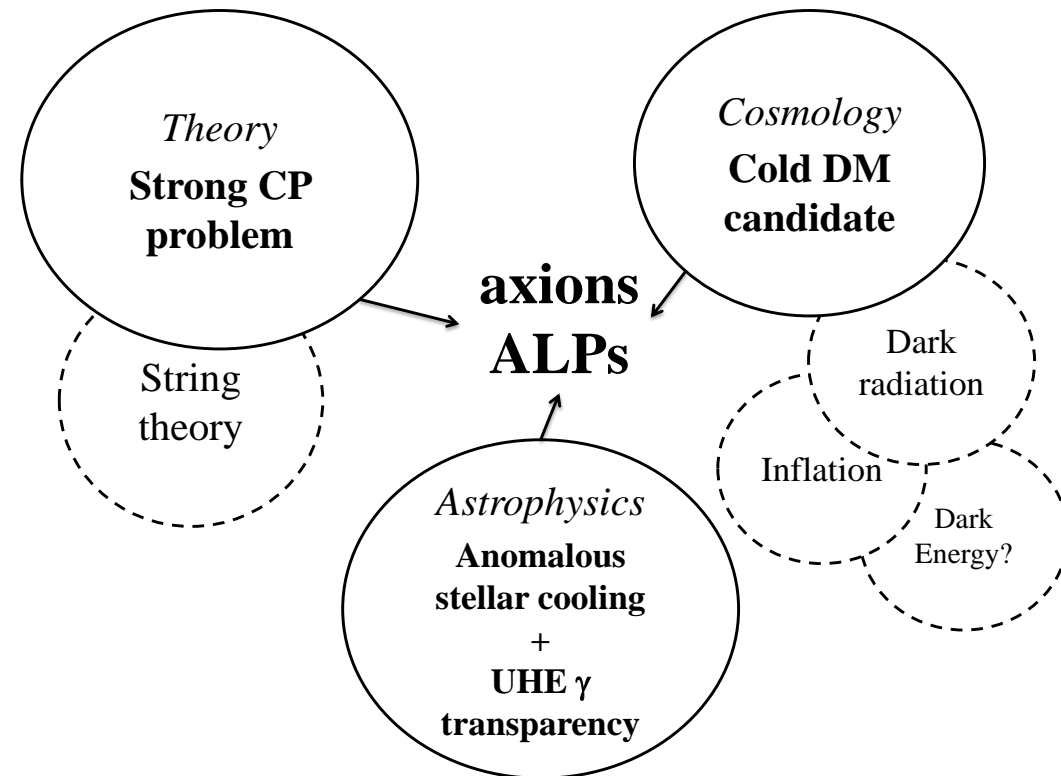 Theory
Strong CP
problem
Cosmology
Cold DM
candidate
axions
ALPs
String
theory
Dark
radiation
Inflation
Dark
Energy?
Astrophysics
Anomalous
stellar cooling
+
UHE γ
transparency